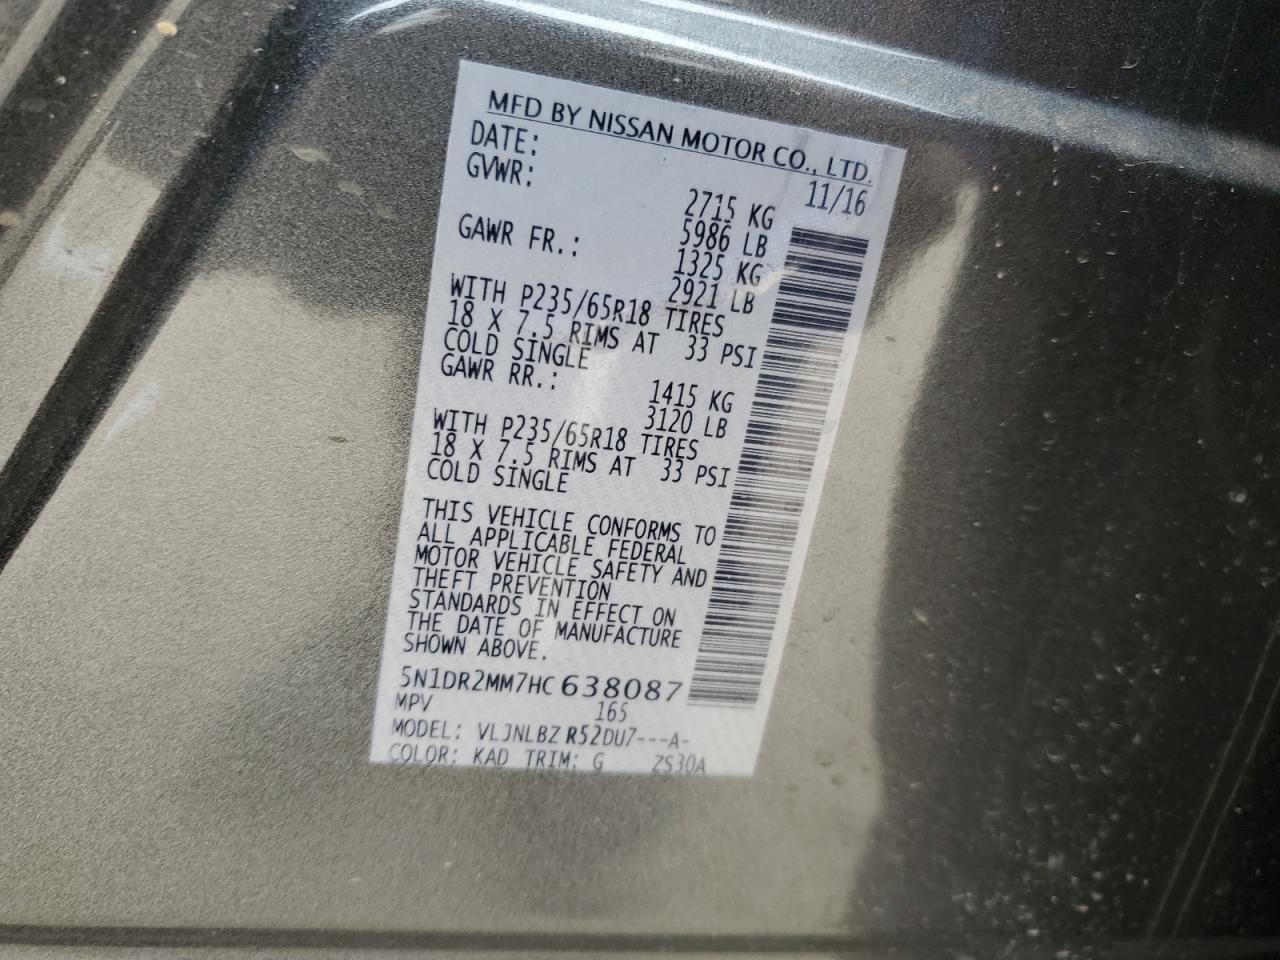 MFD BY NISSAN MOTOR CO., LTD.
DATE: 11/16
GVWR: 2715 KG
5986 LB
GAWR FR.: 1325 KG
2921 LB
WITH P235/65R18 TIRES
18 X 7.5 RIMS AT 33 PSI
COLD SINGLE
GAWR RR.: 1415 KG
3120 LB
WITH P235/65R18 TIRES
18 X 7.5 RIMS AT 33 PSI
COLD SINGLE
THIS VEHICLE CONFORMS TO
ALL APPLICABLE FEDERAL
MOTOR VEHICLE SAFETY AND
THEFT PREVENTION
STANDARDS IN EFFECT ON
THE DATE OF MANUFACTURE
SHOWN ABOVE.
5N1DR2MM7HC638087
MPV 165
MODEL: VLJNLBZ R52DU7---A-
COLOR: KAD TRIM: G ZS30A